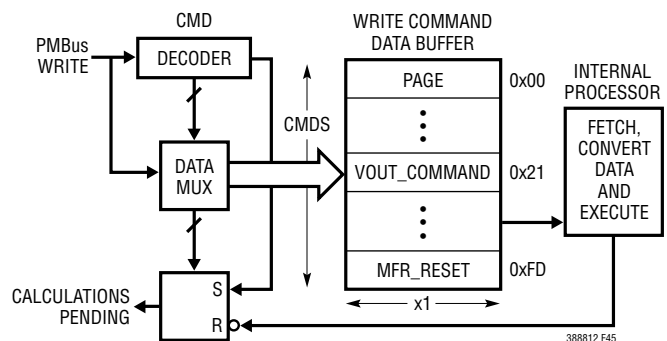 CMD
PMBus
WRITE
DECODER
DATA
MUX
CMDS
S
R
CALCULATIONS
PENDING
WRITE COMMAND
DATA BUFFER
PAGE
0x00
VOUT_COMMAND
0x21
MFR_RESET
0xFD
x1
INTERNAL
PROCESSOR
FETCH,
CONVERT
DATA
AND
EXECUTE
388812 F45